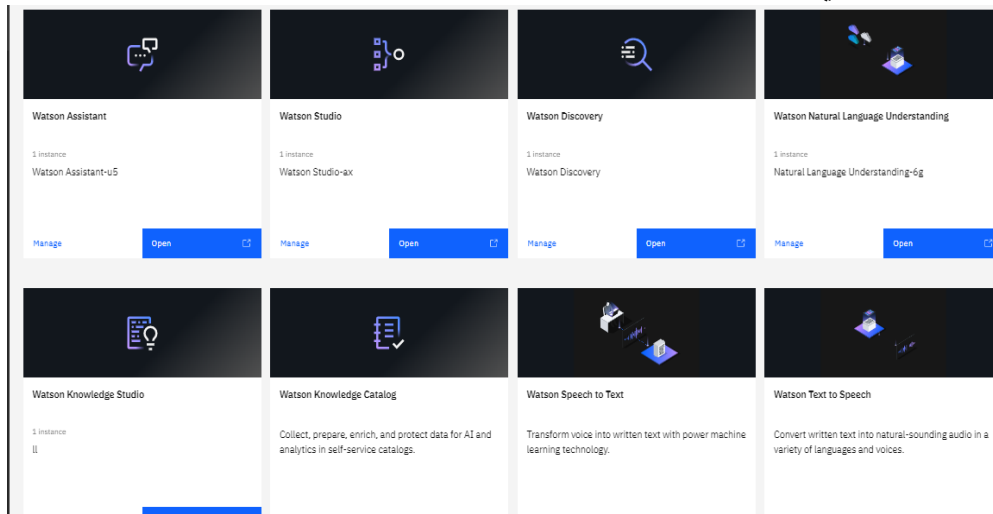 Watson Assistant
1 instance
Watson Assistant-u5
Manage
Open
Watson Studio
1 instance
Watson Studio-ax
Manage
Open
Watson Discovery
1 instance
Watson Discovery
Manage
Open
Watson Natural Language Understanding
1 instance
Natural Language Understanding-6g
Manage
Open
Watson Knowledge Studio
1 instance
ll
Watson Knowledge Catalog
Collect, prepare, enrich, and protect data for AI and
analytics in self-service catalogs.
Watson Speech to Text
Transform voice into written text with power machine
learning technology.
Watson Text to Speech
Convert written text into natural-sounding audio in a
variety of languages and voices.